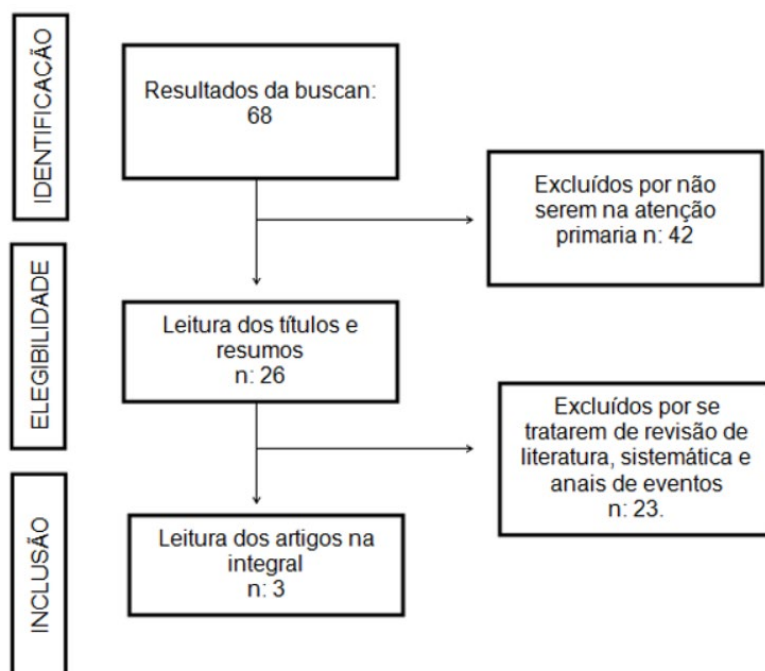 IDENTIFICAÇÃO
Resultados da buscan:
68
Excluídos por não
serem na atenção
primaria n: 42
ELEGIBILIDADE
Leitura dos títulos e
resumos
n: 26
Excluídos por se
tratarem de revisão de
literatura, sistemática e
anais de eventos
n: 23.
INCLUSÃO
Leitura dos artigos na
integral
n: 3